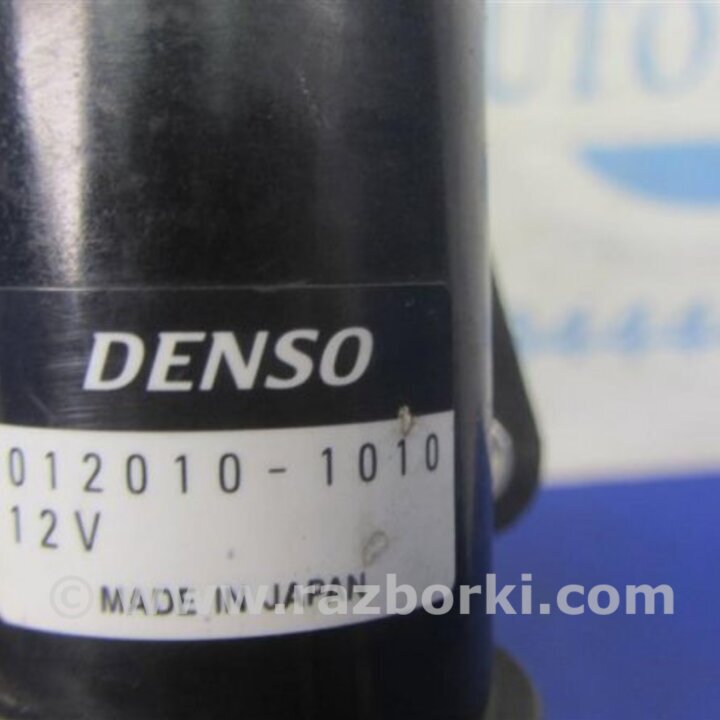 DENSO
012010-1010
12V
MADE IN JAPAN
© www.razborki.com